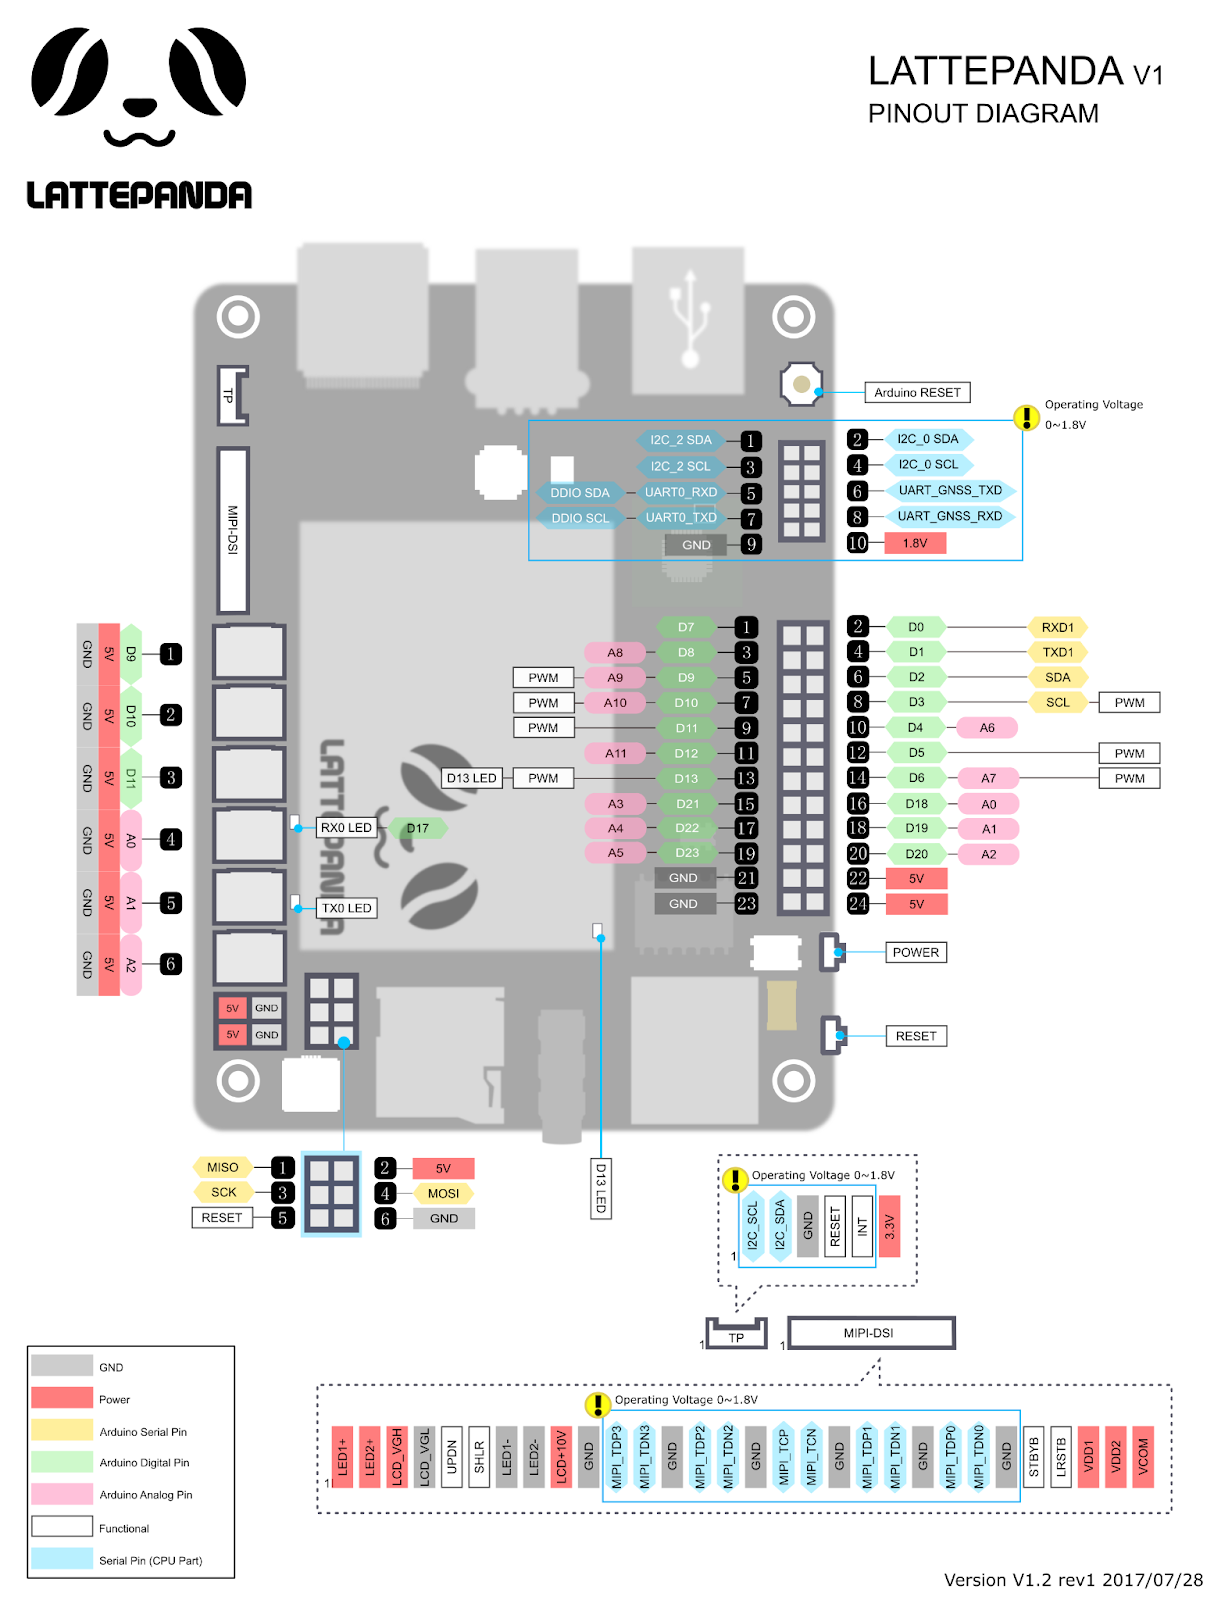 LATTEPANDA V1
PINOUT DIAGRAM
LATTEPANDA
TP
Arduino RESET
Operating Voltage
0~1.8V
I2C_2 SDA 1 2 I2C_0 SDA
I2C_2 SCL 3 4 I2C_0 SCL
DDIO SDA UART0_RXD 5 6 UART_GNSS_TXD
DDIO SCL UART0_TXD 7 8 UART_GNSS_RXD
GND 9 10 1.8V
MIPI-DSI
D7 1 2 D0 RXD1
A8 D8 3 4 D1 TXD1
PWM A9 D9 5 6 D2 SDA
PWM A10 D10 7 8 D3 SCL PWM
PWM D11 9 10 D4 A6
A11 D12 11 12 D5 PWM
D13 LED PWM D13 13 14 D6 A7 PWM
A3 D21 15 16 D18 A0
A4 D22 17 18 D19 A1
A5 D23 19 20 D20 A2
GND 21 22 5V
GND 23 24 5V
GND 5V D9 1
GND 5V D10 2
GND 5V D11 3
GND 5V A0 4
GND 5V A1 5
GND 5V A2 6
LATTEPANDA
RX0 LED D17
TX0 LED
POWER
RESET
5V GND
5V GND
MISO 1 2 5V
SCK 3 4 MOSI
RESET 5 6 GND
D13 LED
Operating Voltage 0~1.8V
1 I2C_SCL I2C_SDA GND RESET INT 3.3V
1 TP
1 MIPI-DSI
Operating Voltage 0~1.8V
1 LED1+ LED2+ LCD_VGH LCD_VGL UPDN SHLR LED1- LED2- LCD+10V GND MIPI_TDP3 MIPI_TDN3 GND MIPI_TDP2 MIPI_TDN2 GND MIPI_TCP MIPI_TCN GND MIPI_TDP1 MIPI_TDN1 GND MIPI_TDP0 MIPI_TDN0 GND STBYB LRSTB VDD1 VDD2 VCOM
GND
Power
Arduino Serial Pin
Arduino Digital Pin
Arduino Analog Pin
Functional
Serial Pin (CPU Part)
Version V1.2 rev1 2017/07/28